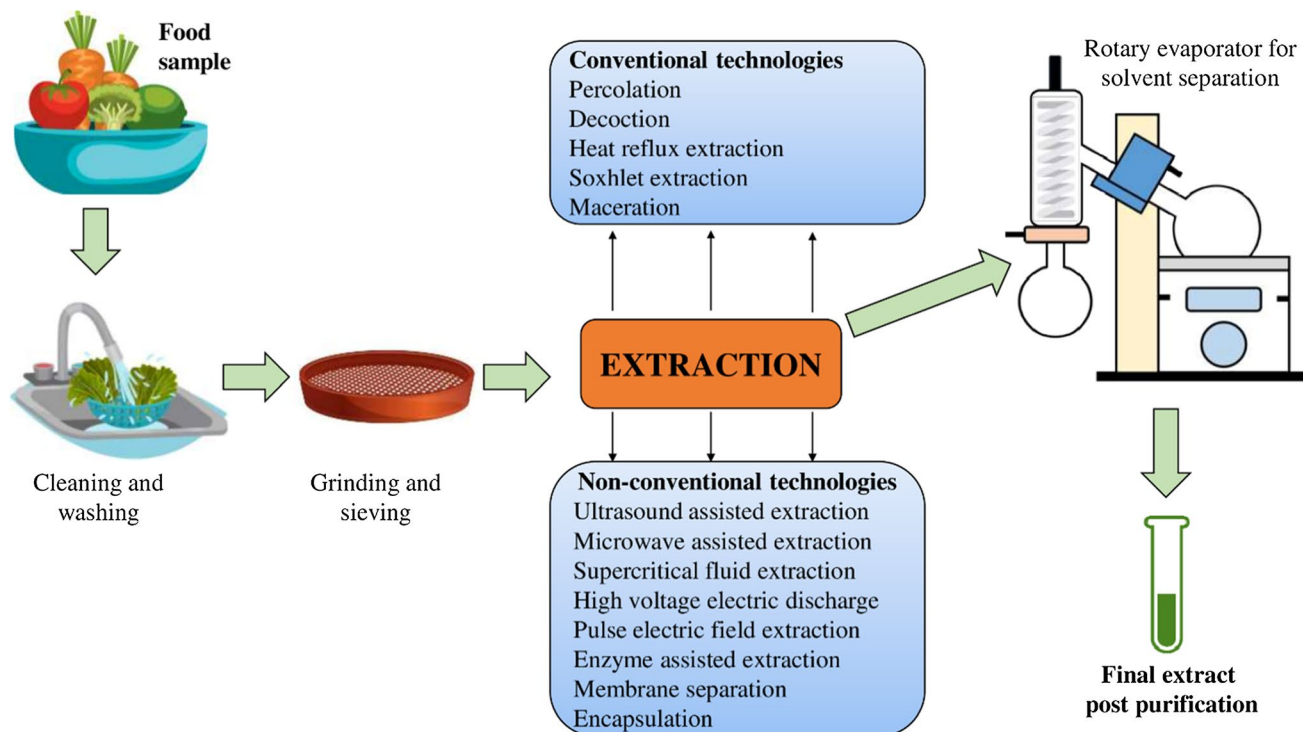 Food
sample
Cleaning and
washing
Grinding and
sieving
EXTRACTION
Conventional technologies
Percolation
Decoction
Heat reflux extraction
Soxhlet extraction
Maceration
Non-conventional technologies
Ultrasound assisted extraction
Microwave assisted extraction
Supercritical fluid extraction
High voltage electric discharge
Pulse electric field extraction
Enzyme assisted extraction
Membrane separation
Encapsulation
Rotary evaporator for
solvent separation
Final extract
post purification